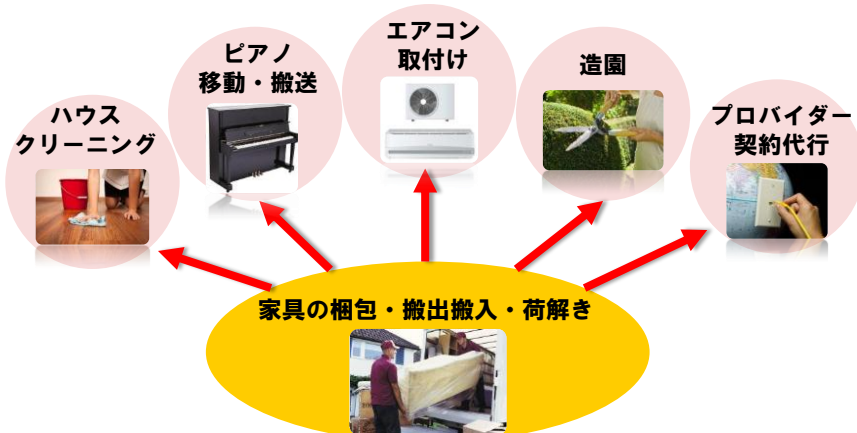 ハウス
クリーニング
ピアノ
移動・搬送
エアコン
取付け
造園
プロバイダー
契約代行
家具の梱包・搬出搬入・荷解き